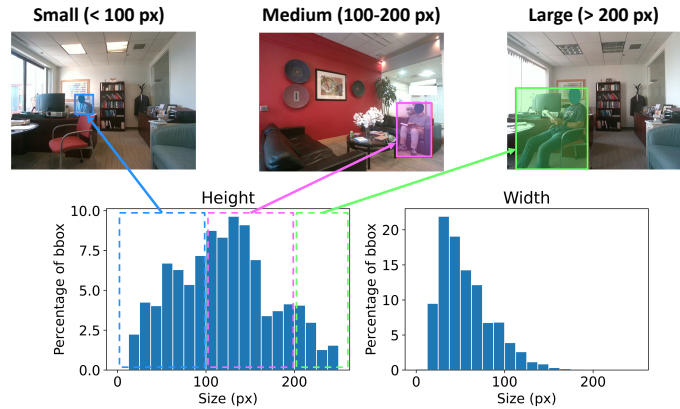 Small (< 100 px)
Medium (100-200 px)
Large (> 200 px)
Height
Width
Percentage of bbox
10.0
7.5
5.0
2.5
0.0
0
100
200
Size (px)
Percentage of bbox
20
15
10
5
0
0
100
200
Size (px)